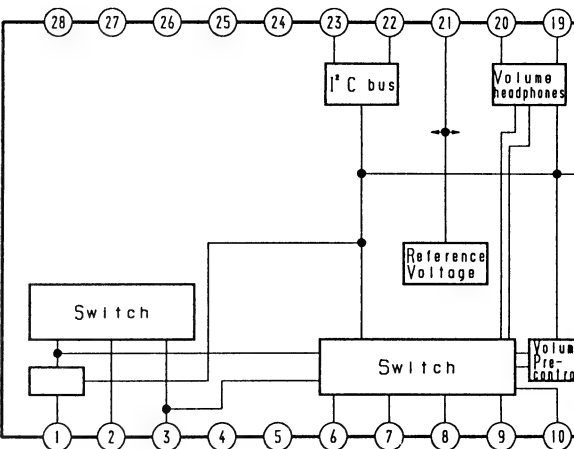 28 27 26 25 24 23 22 21 20 19
I² C bus
Volume
headphones
Reference
Voltage
Switch
Switch
Pre-
1 2 3 4 5 6 7 8 9 10